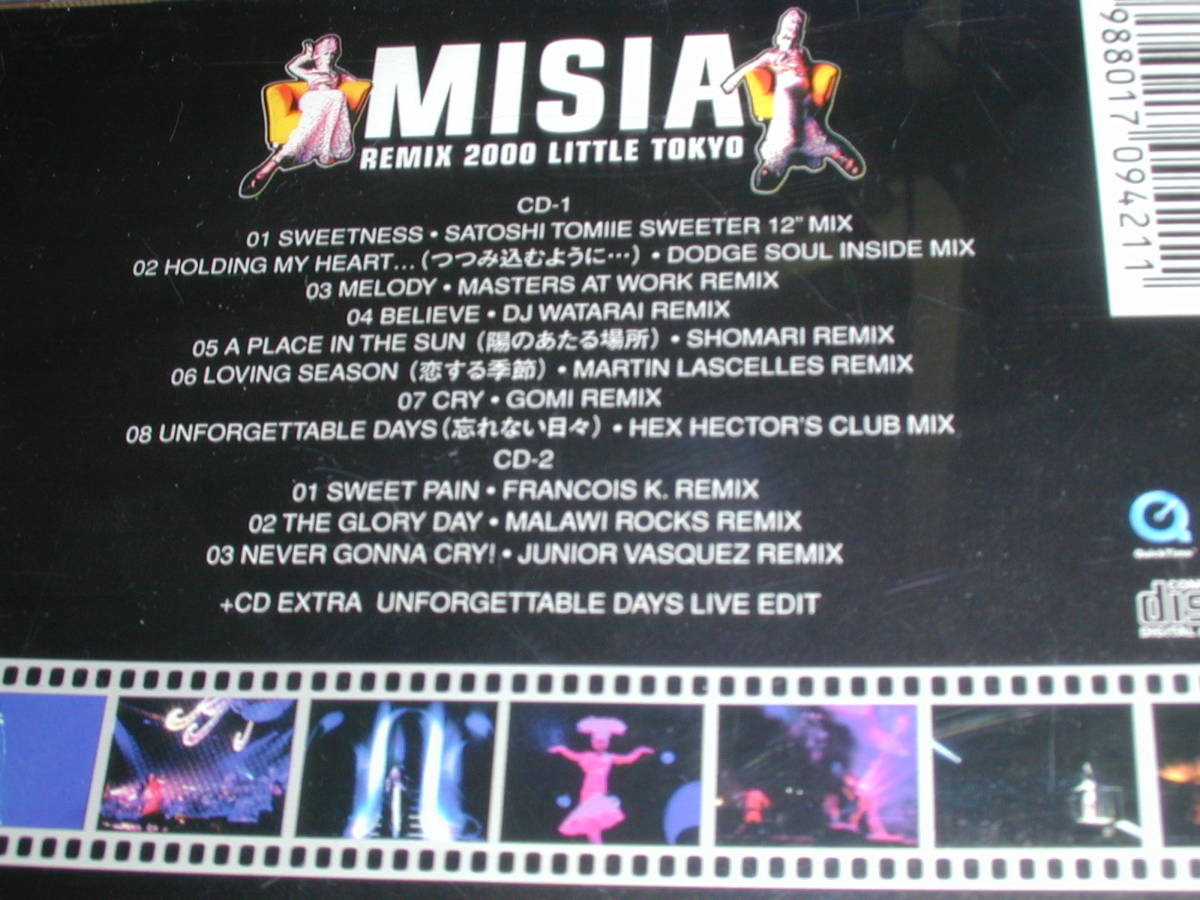 MISIA
REMIX 2000 LITTLE TOKYO
CD-1
01 SWEETNESS • SATOSHI TOMIIE SWEETER 12" MIX
02 HOLDING MY HEART...(つつみ込むように…) • DODGE SOUL INSIDE MIX
03 MELODY • MASTERS AT WORK REMIX
04 BELIEVE • DJ WATARAI REMIX
05 A PLACE IN THE SUN (陽のあたる場所) • SHOMARI REMIX
06 LOVING SEASON (恋する季節) • MARTIN LASCELLES REMIX
07 CRY • GOMI REMIX
08 UNFORGETTABLE DAYS (忘れない日々) • HEX HECTOR'S CLUB MIX
CD-2
01 SWEET PAIN • FRANCOIS K. REMIX
02 THE GLORY DAY • MALAWI ROCKS REMIX
03 NEVER GONNA CRY! • JUNIOR VASQUEZ REMIX
+CD EXTRA UNFORGETTABLE DAYS LIVE EDIT
988017 094211
QuickTime